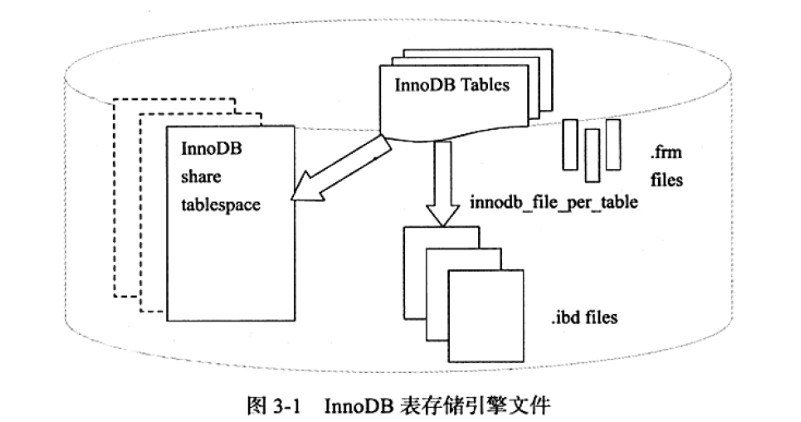 InnoDB Tables
InnoDB
share
tablespace
.frm
files
innodb_file_per_table
.ibd files
图 3-1 InnoDB 表存储引擎文件